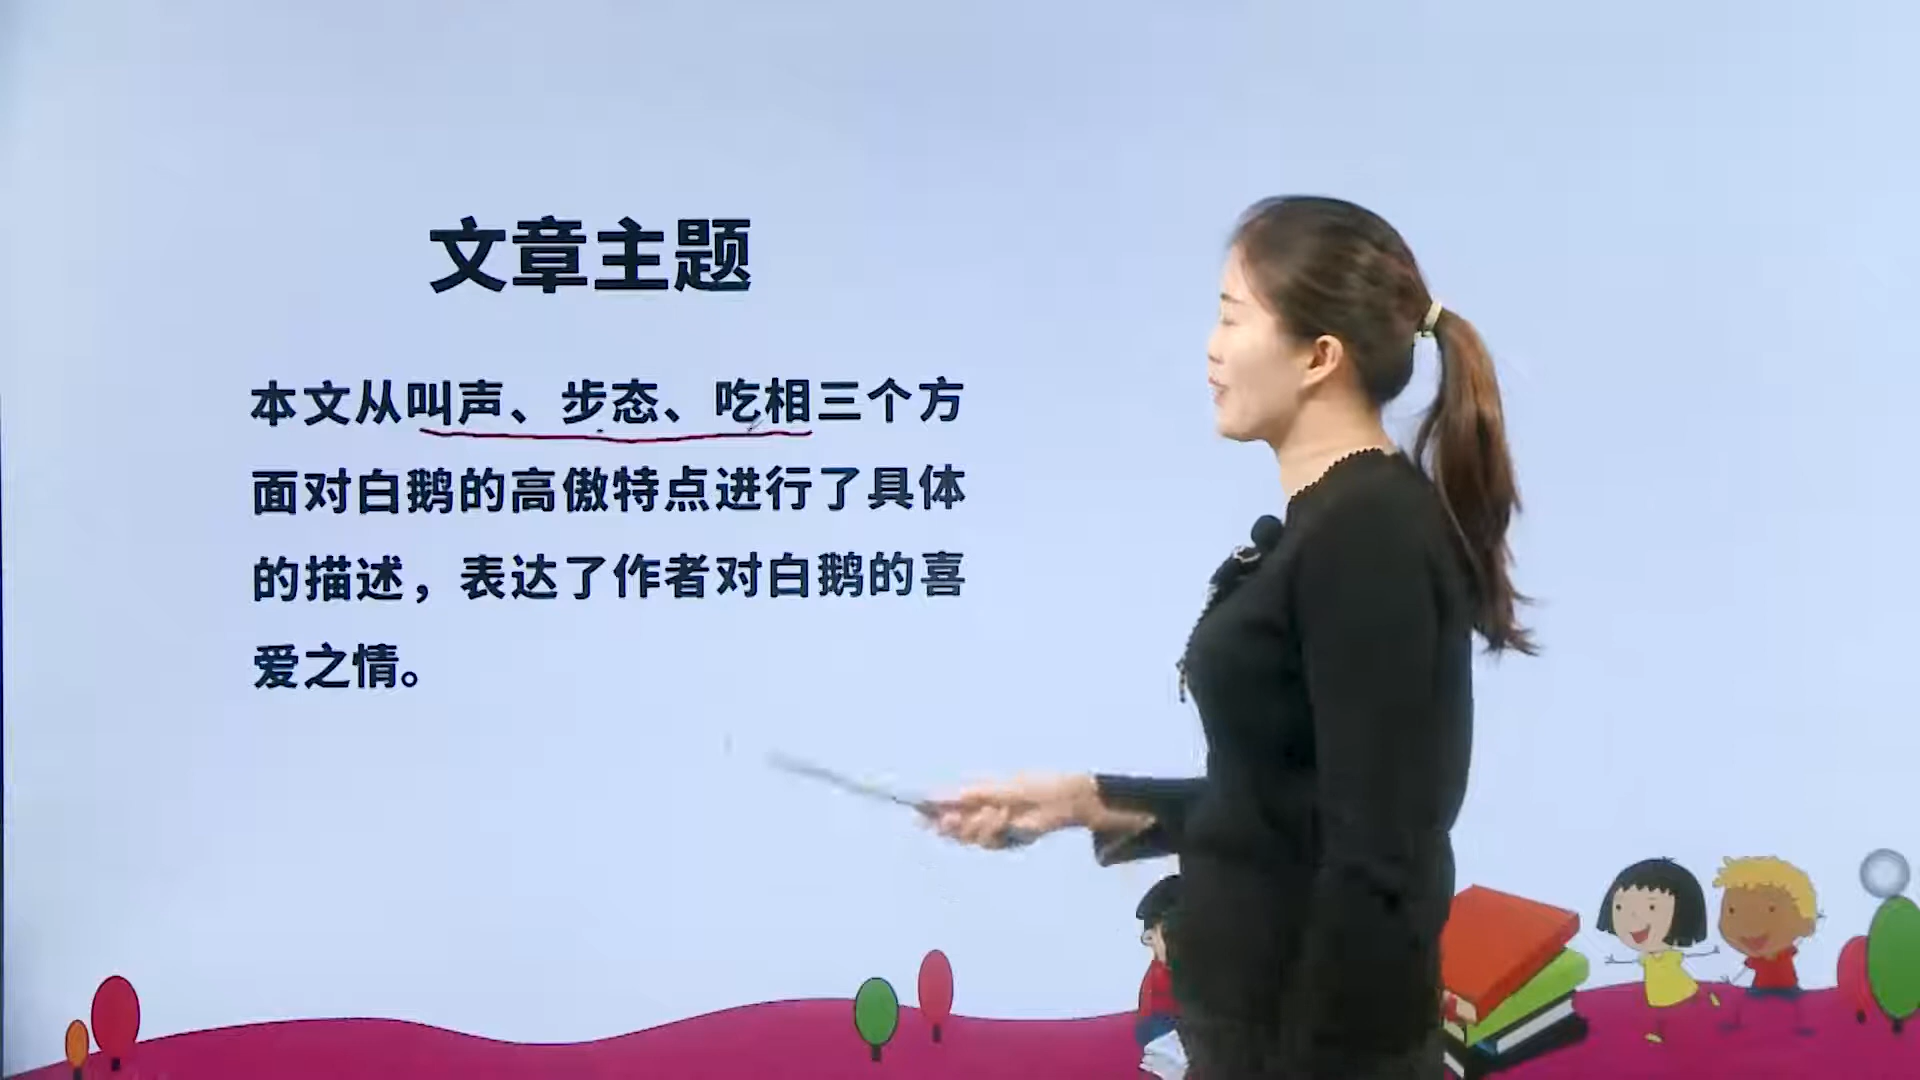 文章主题
本文从叫声、步态、吃相三个方
面对白鹅的高傲特点进行了具体
的描述，表达了作者对白鹅的喜
爱之情。